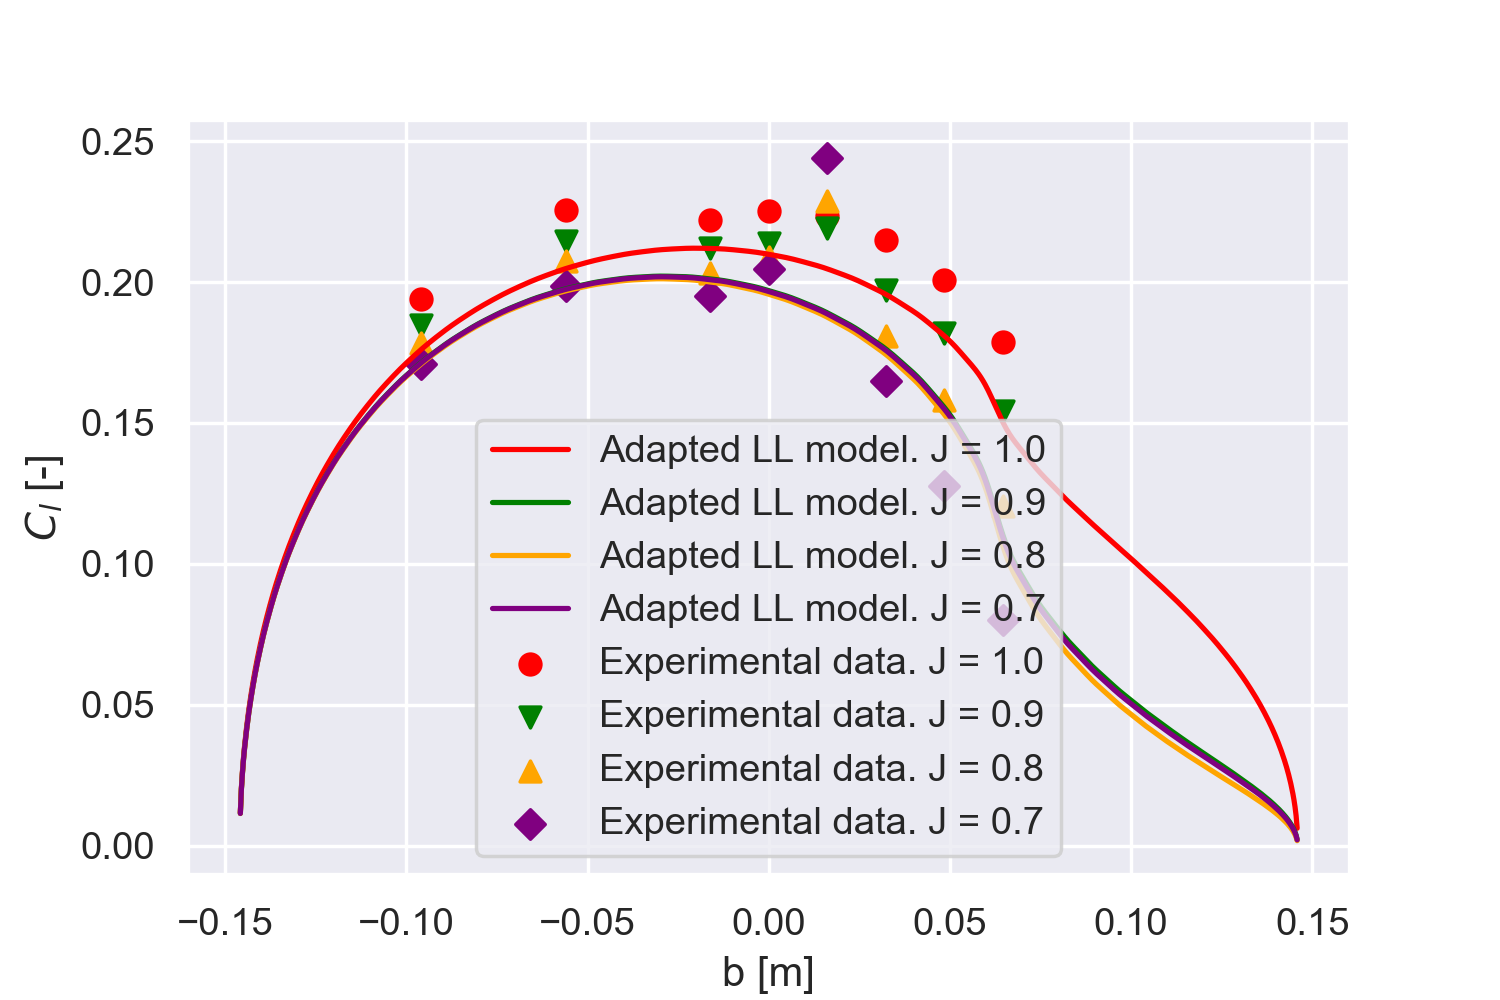 0.25
0.20
0.15
0.10
0.05
0.00
C_l [-]
Adapted LL model. J = 1.0
Adapted LL model. J = 0.9
Adapted LL model. J = 0.8
Adapted LL model. J = 0.7
Experimental data. J = 1.0
Experimental data. J = 0.9
Experimental data. J = 0.8
Experimental data. J = 0.7
−0.15 −0.10 −0.05 0.00 0.05 0.10 0.15
b [m]